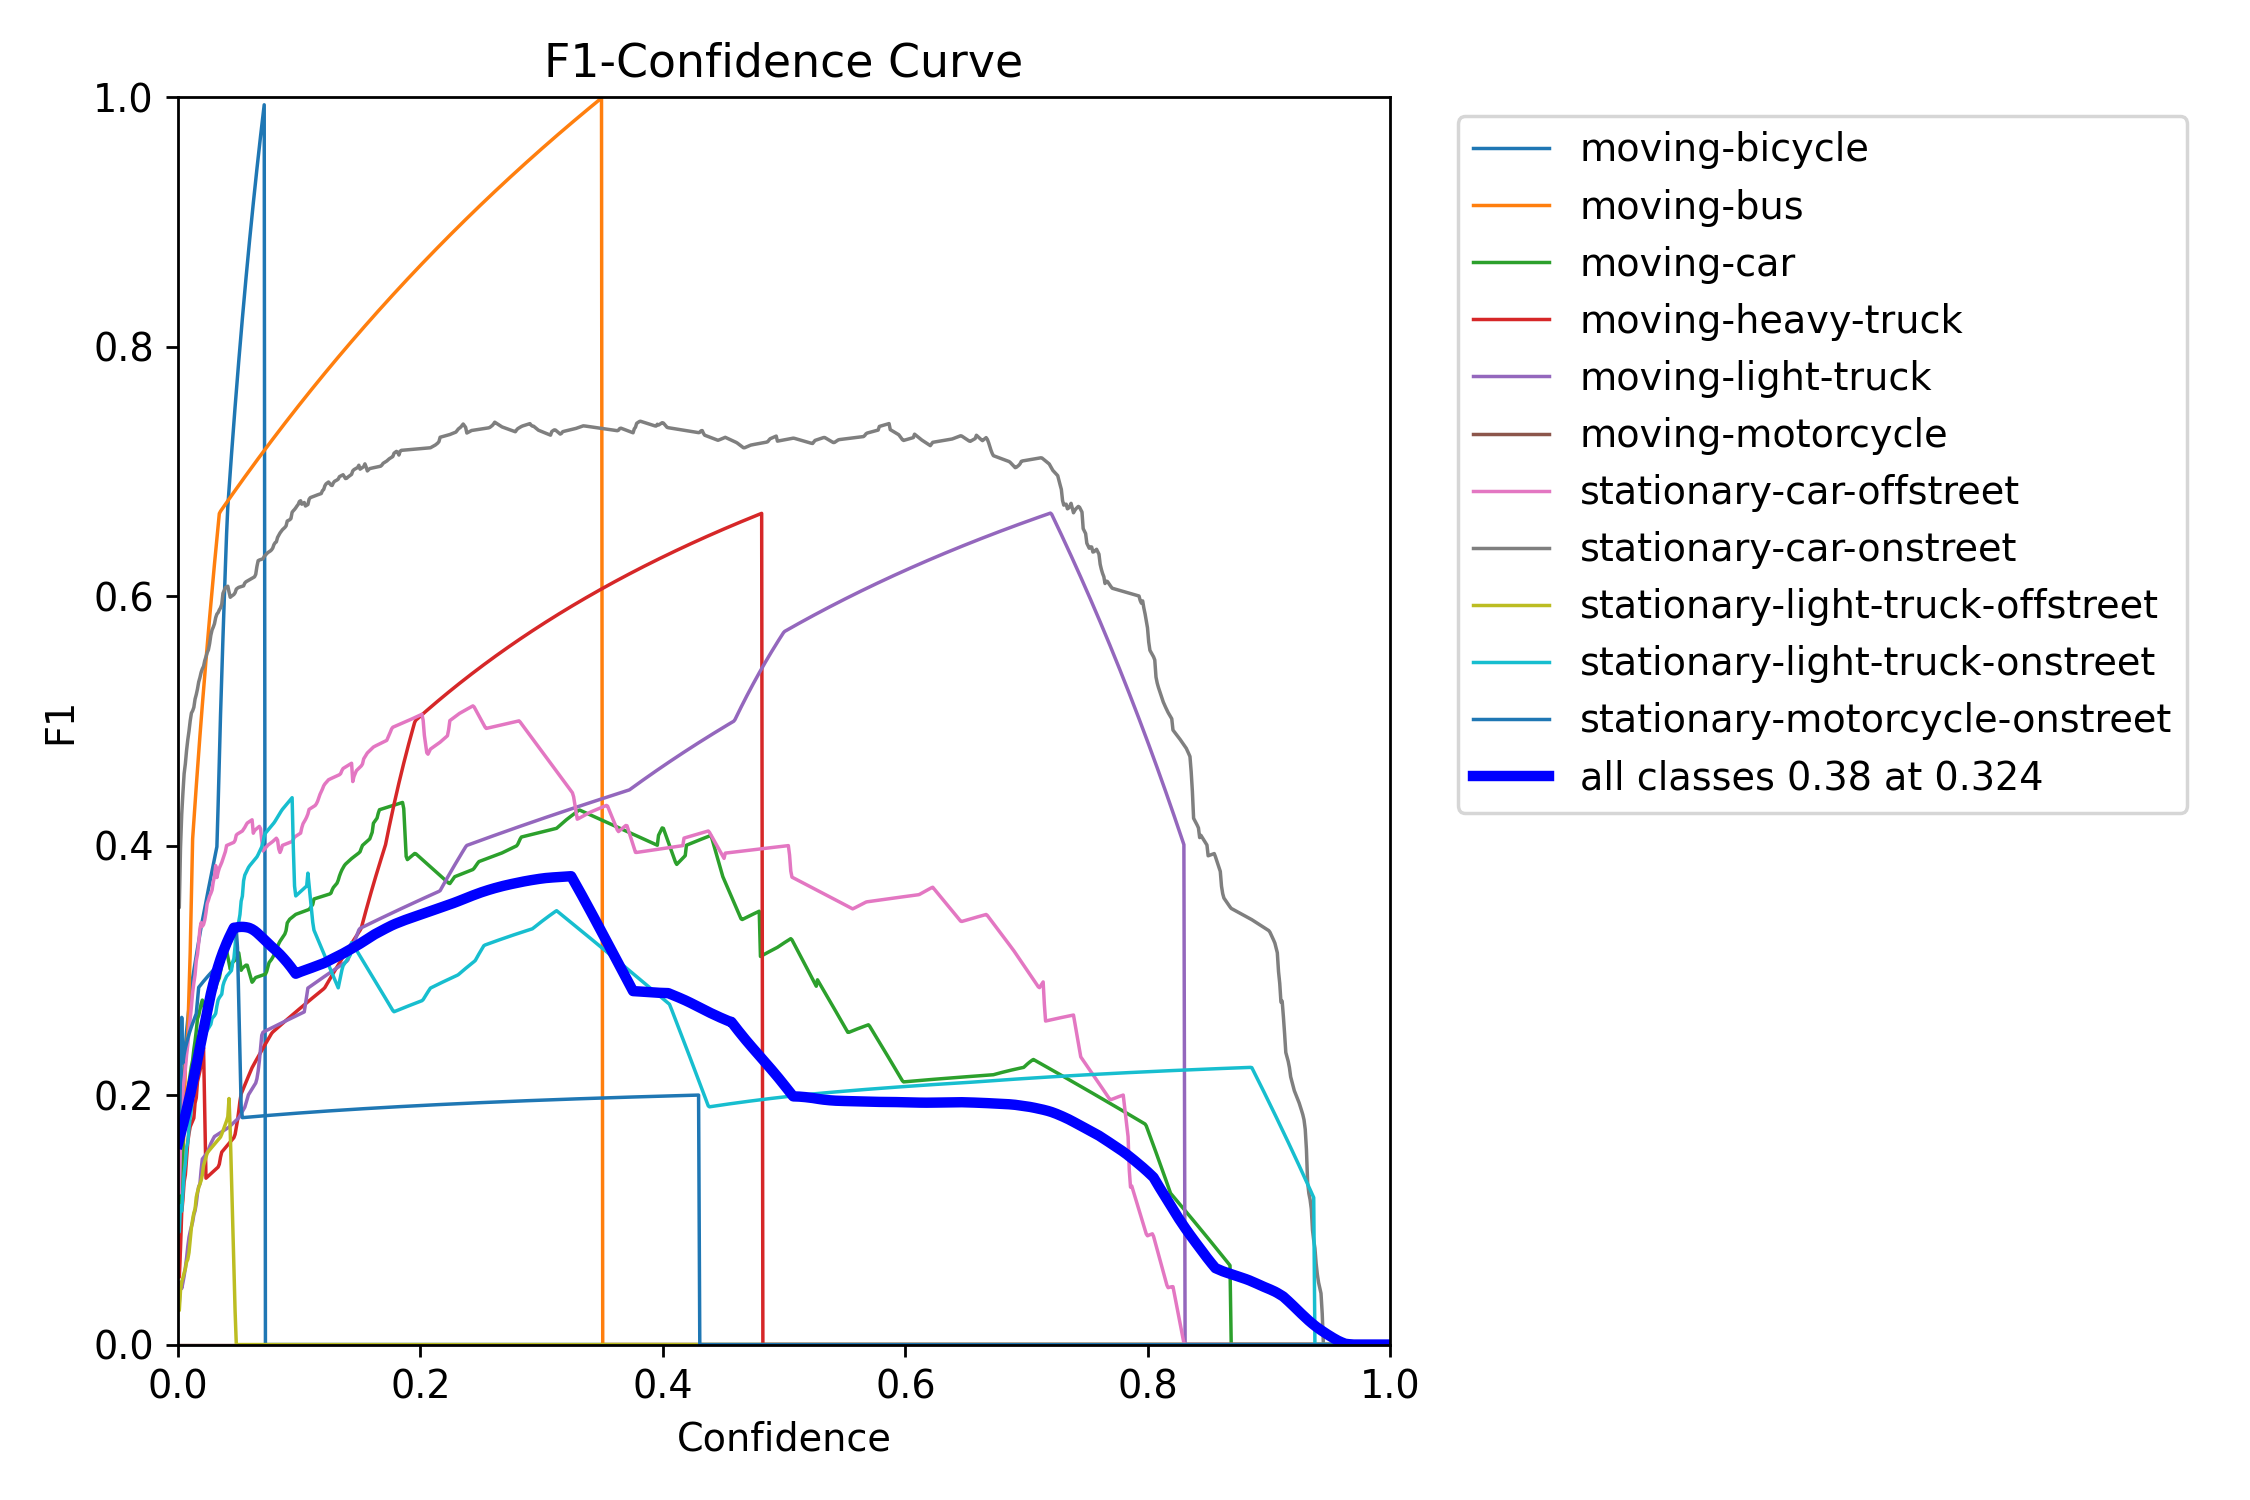 F1-Confidence Curve
1.0
0.8
0.6
0.4
0.2
0.0
F1
0.0 0.2 0.4 0.6 0.8 1.0
Confidence
moving-bicycle
moving-bus
moving-car
moving-heavy-truck
moving-light-truck
moving-motorcycle
stationary-car-offstreet
stationary-car-onstreet
stationary-light-truck-offstreet
stationary-light-truck-onstreet
stationary-motorcycle-onstreet
all classes 0.38 at 0.324